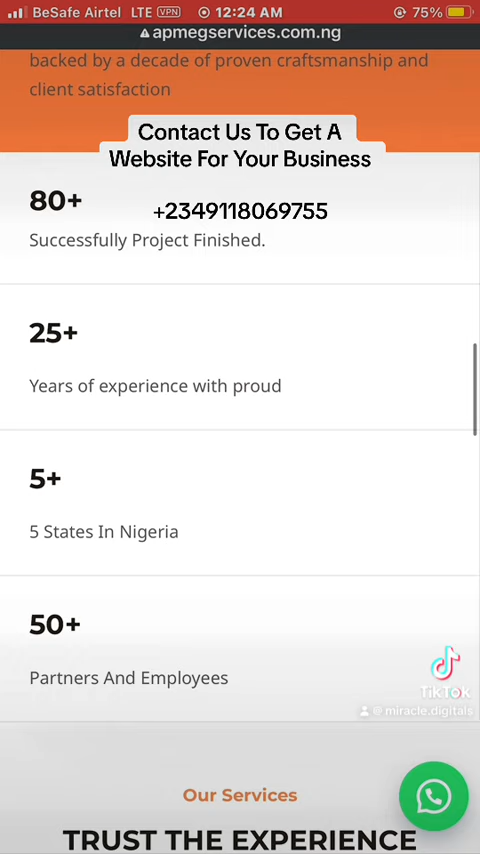 BeSafe Airtel LTE VPN 12:24 AM 75%
apmegservices.com.ng
backed by a decade of proven craftsmanship and
client satisfaction
Contact Us To Get A
Website For Your Business
80+
+2349118069755
Successfully Project Finished.
25+
Years of experience with proud
5+
5 States In Nigeria
50+
Partners And Employees
TikTok
@miracle.digitals
Our Services
TRUST THE EXPERIENCE